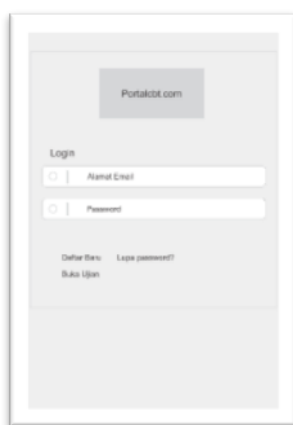 Portalcbt.com
Login
Alamat Email
Password
Daftar Baru Lupa password?
Buka Ujian